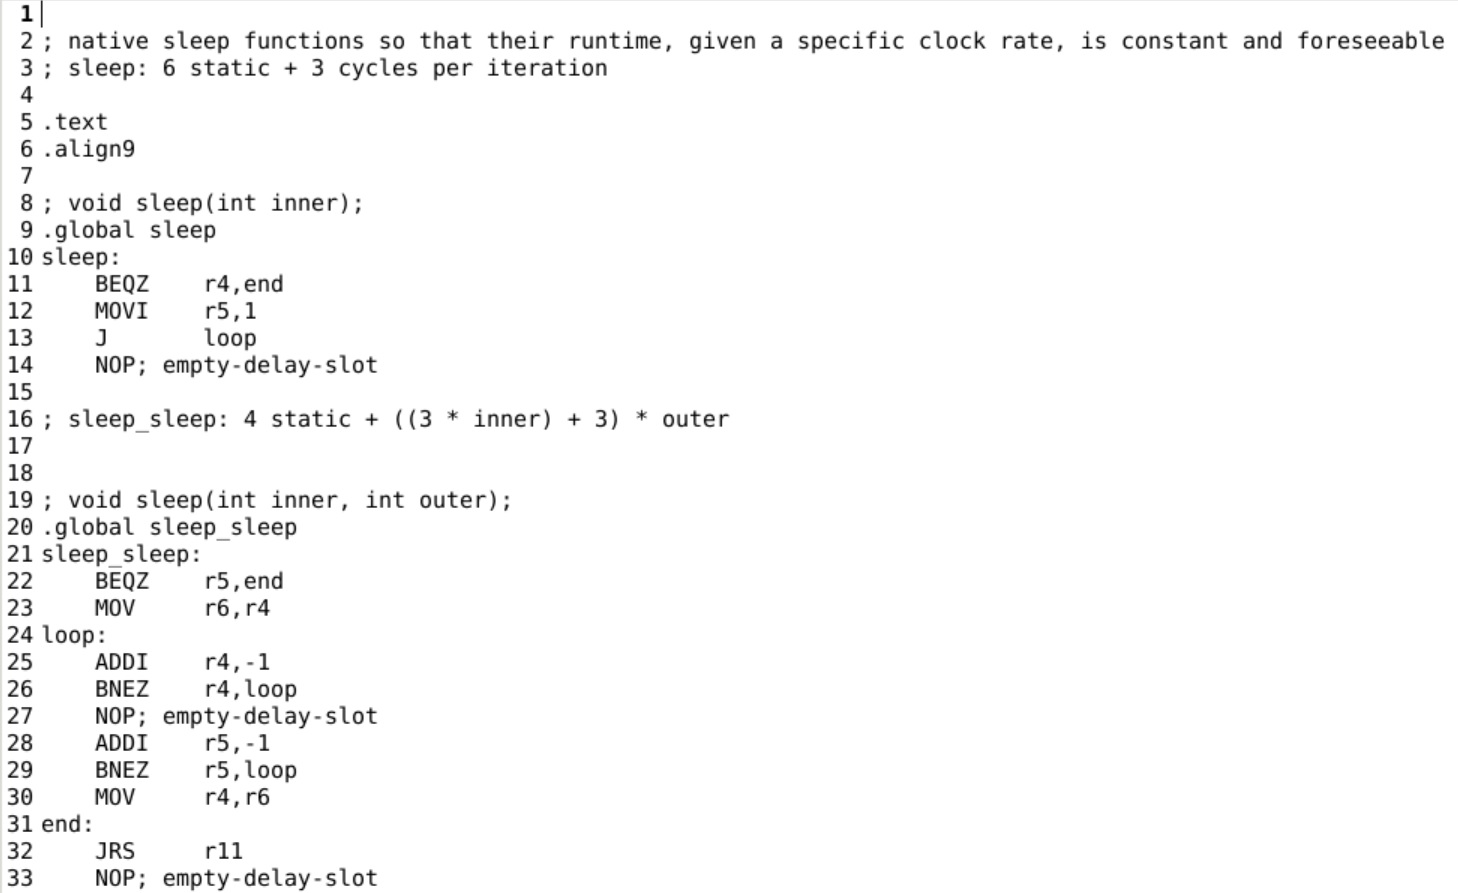 1
2 ; native sleep functions so that their runtime, given a specific clock rate, is constant and foreseeable
3 ; sleep: 6 static + 3 cycles per iteration
4
5 .text
6 .align9
7
8 ; void sleep(int inner);
9 .global sleep
10 sleep:
11     BEQZ    r4,end
12     MOVI    r5,1
13     J       loop
14     NOP; empty-delay-slot
15
16 ; sleep_sleep: 4 static + ((3 * inner) + 3) * outer
17
18
19 ; void sleep(int inner, int outer);
20 .global sleep_sleep
21 sleep_sleep:
22     BEQZ    r5,end
23     MOV     r6,r4
24 loop:
25     ADDI    r4,-1
26     BNEZ    r4,loop
27     NOP; empty-delay-slot
28     ADDI    r5,-1
29     BNEZ    r5,loop
30     MOV     r4,r6
31 end:
32     JRS     r11
33     NOP; empty-delay-slot